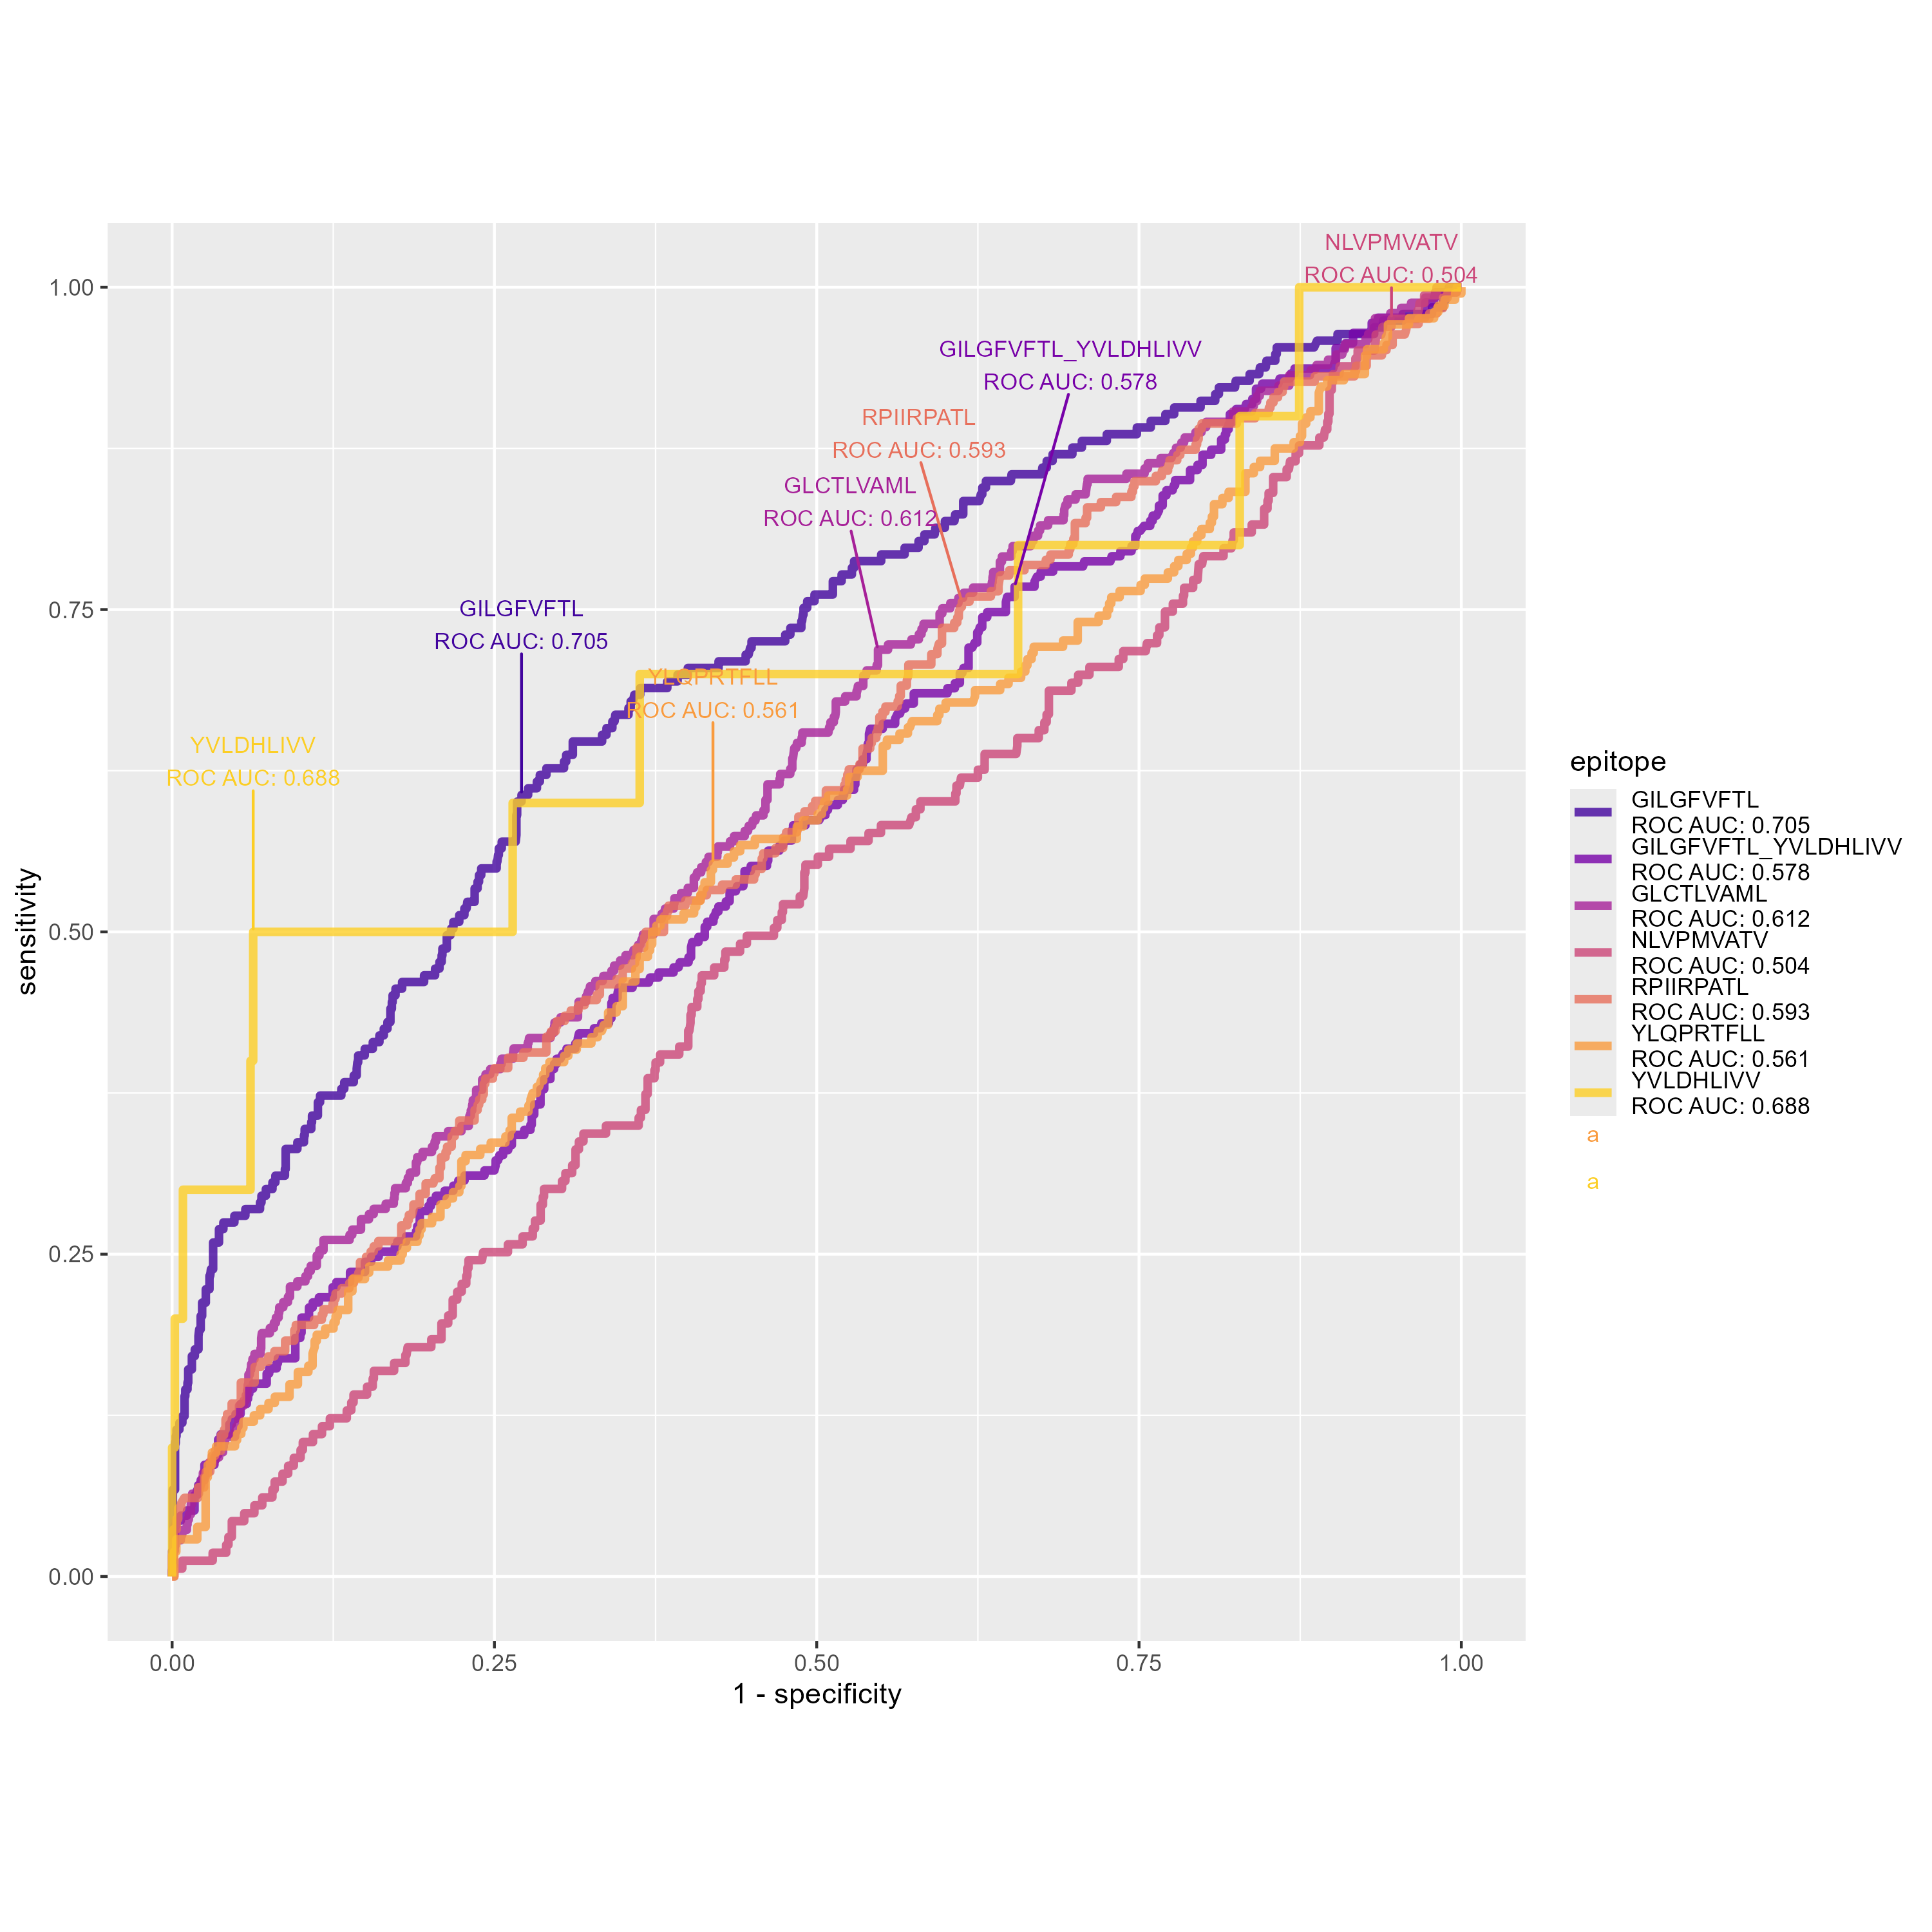 NLVPMVATV
ROC AUC: 0.504
GILGFVFTL_YVLDHLIVV
ROC AUC: 0.578
RPIIRPATL
ROC AUC: 0.593
GLCTLVAML
ROC AUC: 0.612
GILGFVFTL
ROC AUC: 0.705
YLQPRTFLL
ROC AUC: 0.561
YVLDHLIVV
ROC AUC: 0.688
1.00
0.75
0.50
0.25
0.00
sensitivity
0.00
0.25
0.50
0.75
1.00
1 - specificity
epitope
GILGFVFTL
ROC AUC: 0.705
GILGFVFTL_YVLDHLIVV
ROC AUC: 0.578
GLCTLVAML
ROC AUC: 0.612
NLVPMVATV
ROC AUC: 0.504
RPIIRPATL
ROC AUC: 0.593
YLQPRTFLL
ROC AUC: 0.561
YVLDHLIVV
ROC AUC: 0.688
a
a